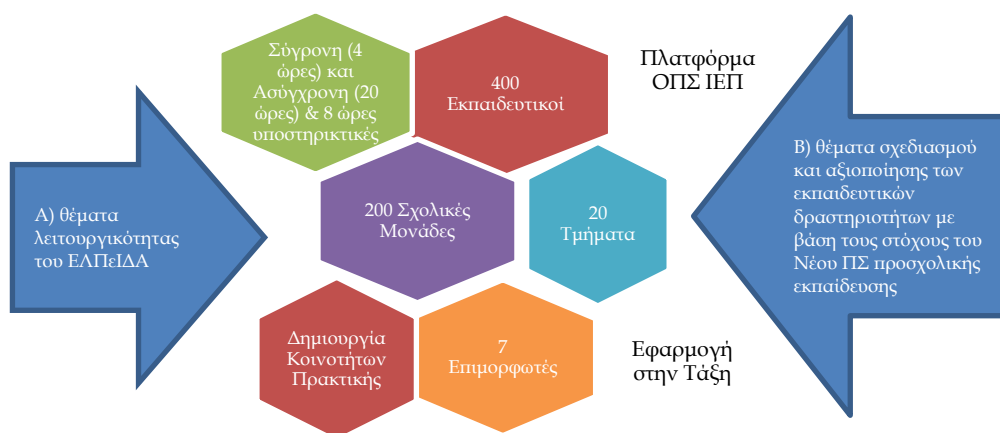 Σύγρονη (4
ώρες) και
Ασύγχρονη (20
ώρες) & 8 ώρες
υποστηρικτικές
400
Εκπαιδευτικοί
Πλατφόρμα
ΟΠΣ ΙΕΠ
Α) θέματα
λειτουργικότητας
του ΕΛΠεΙΔΑ
200 Σχολικές
Μονάδες
20
Τμήματα
Β) θέματα σχεδιασμού
και αξιοποίησης των
εκπαιδευτικών
δραστηριοτήτων με
βάση τους στόχους του
Νέου ΠΣ προσχολικής
εκπαίδευσης
Δημιουργία
Κοινοτήτων
Πρακτικής
7
Επιμορφωτές
Εφαρμογή
στην Τάξη